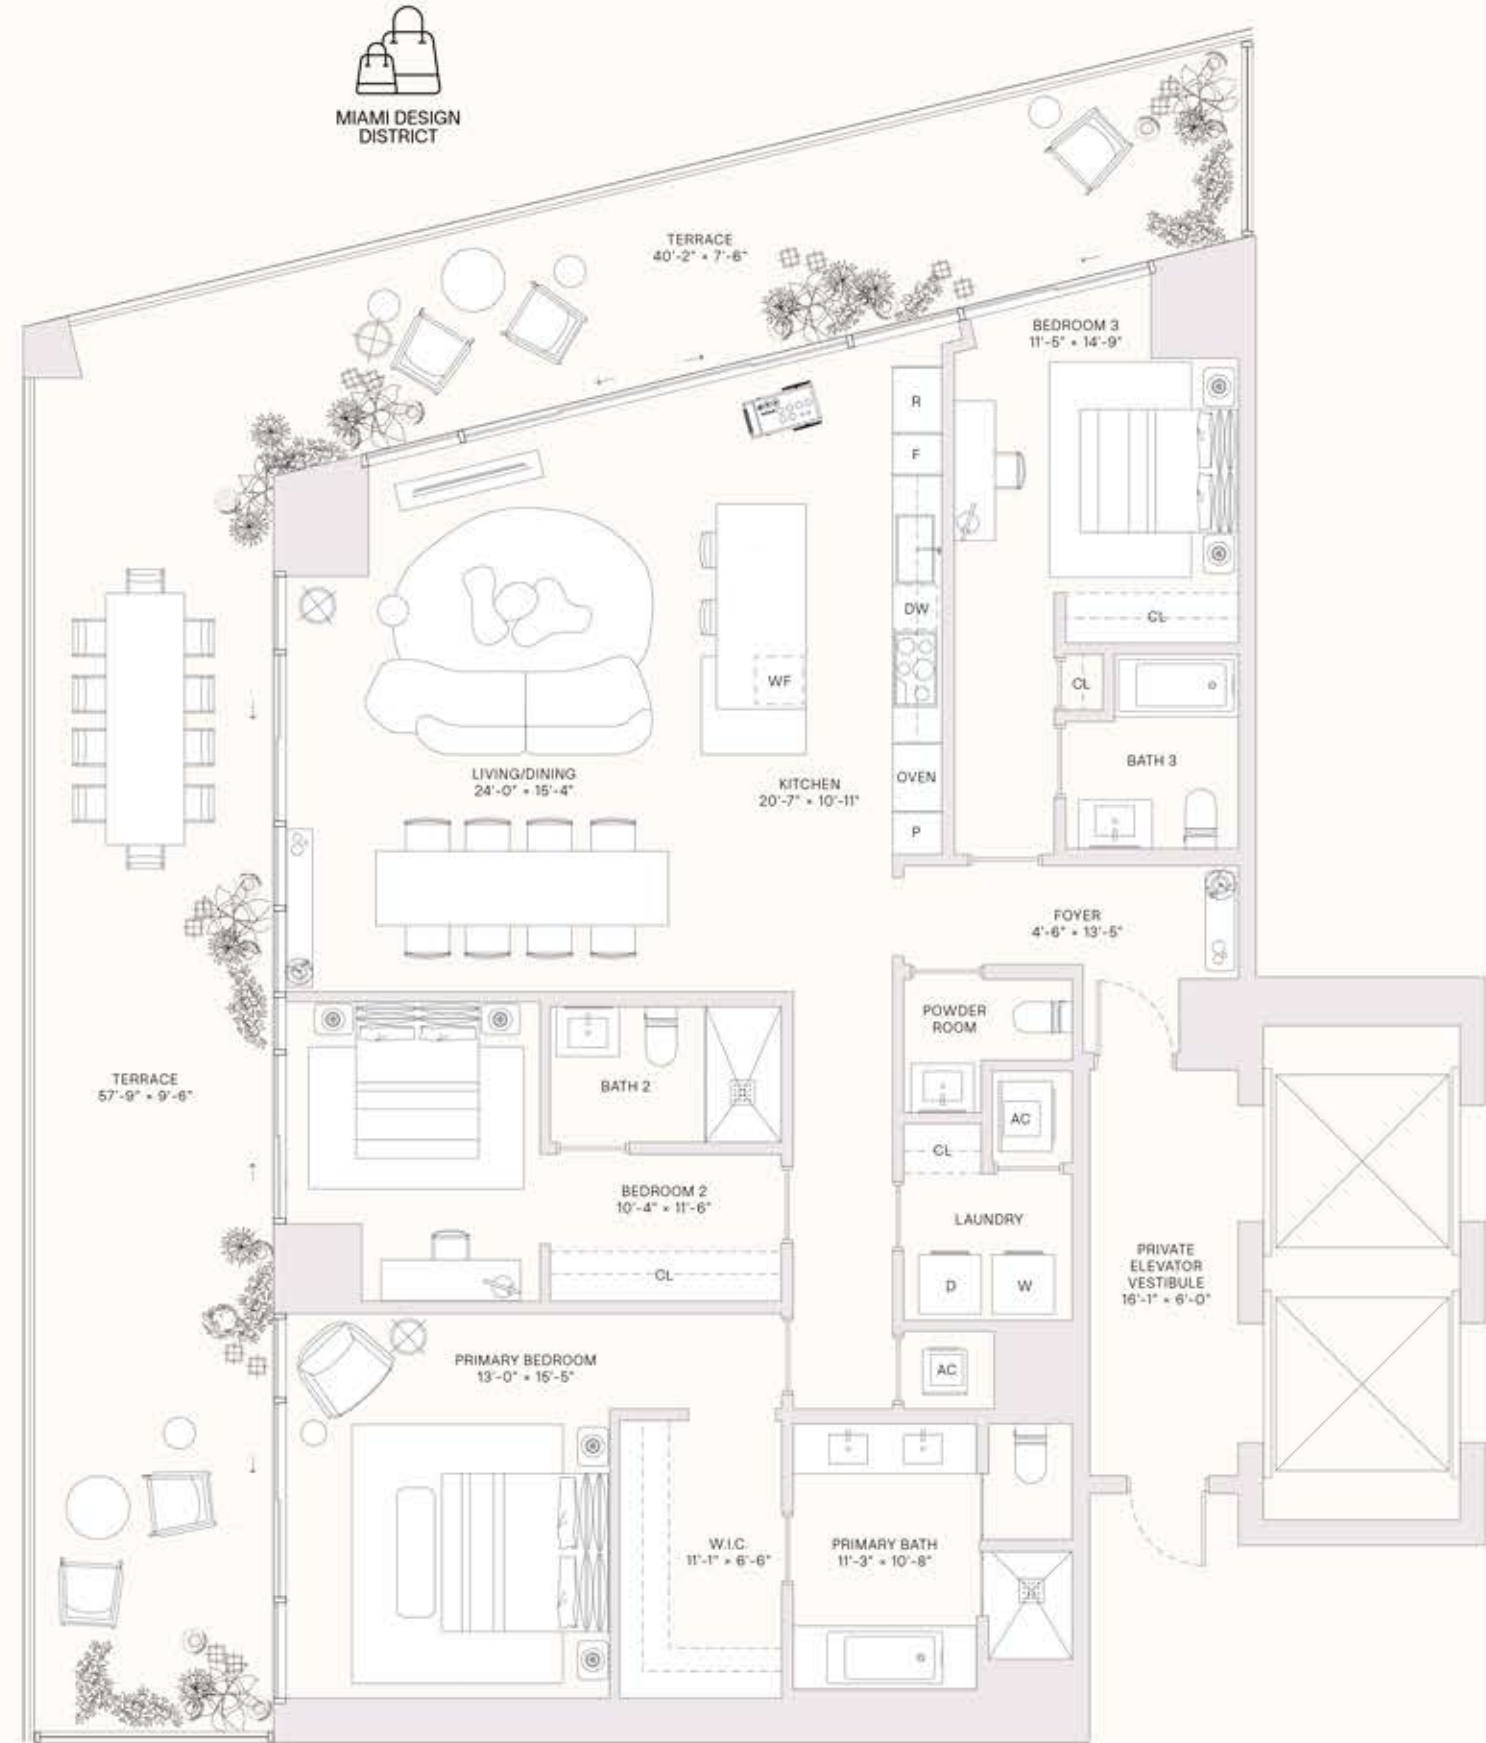 MIAMI DESIGN
DISTRICT
TERRACE
40'-2" × 7'-6"
BEDROOM 3
11'-5" × 14'-9"
R
F
DW
CL
WF
CL
LIVING/DINING
24'-0" × 15'-4"
KITCHEN
20'-7" × 10'-11"
OVEN
BATH 3
P
FOYER
4'-6" × 13'-5"
POWDER
ROOM
TERRACE
57'-9" × 9'-6"
BATH 2
AC
CL
BEDROOM 2
10'-4" × 11'-6"
LAUNDRY
CL
D
W
PRIVATE
ELEVATOR
VESTIBULE
16'-1" × 6'-0"
PRIMARY BEDROOM
13'-0" × 15'-5"
AC
W.I.C.
11'-1" × 6'-6"
PRIMARY BATH
11'-3" × 10'-8"